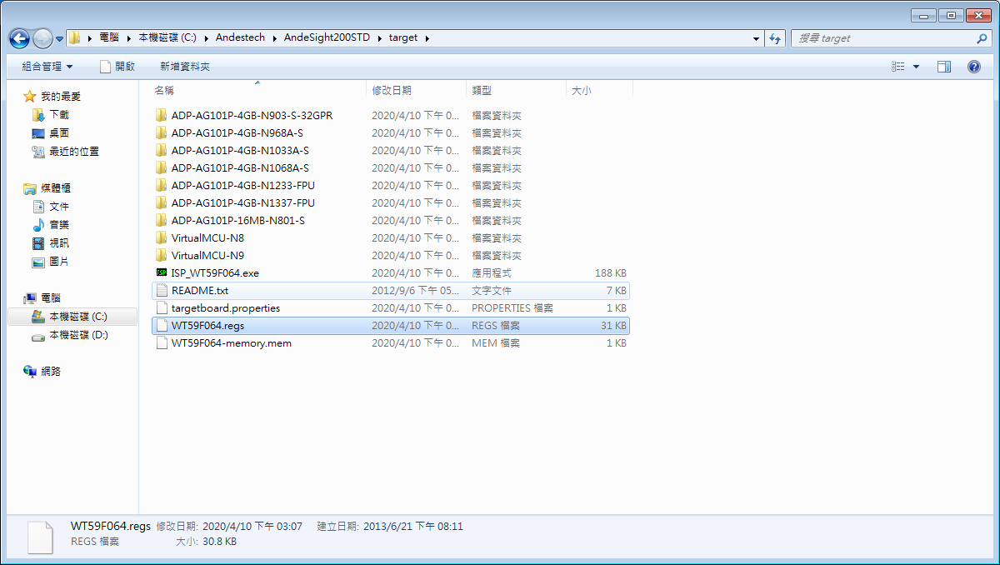 電腦 本機磁碟 (C:) Andestech AndeSight200STD target 搜尋 target
組合管理 開啟 新增資料夾
我的最愛
下載
桌面
最近的位置
媒體櫃
文件
音樂
視訊
圖片
電腦
本機磁碟 (C:)
本機磁碟 (D:)
網路
名稱 修改日期 類型 大小
ADP-AG101P-4GB-N903-S-32GPR 2020/4/10 下午 0... 檔案資料夾
ADP-AG101P-4GB-N968A-S 2020/4/10 下午 0... 檔案資料夾
ADP-AG101P-4GB-N1033A-S 2020/4/10 下午 0... 檔案資料夾
ADP-AG101P-4GB-N1068A-S 2020/4/10 下午 0... 檔案資料夾
ADP-AG101P-4GB-N1233-FPU 2020/4/10 下午 0... 檔案資料夾
ADP-AG101P-4GB-N1337-FPU 2020/4/10 下午 0... 檔案資料夾
ADP-AG101P-16MB-N801-S 2020/4/10 下午 0... 檔案資料夾
VirtualMCU-N8 2020/4/10 下午 0... 檔案資料夾
VirtualMCU-N9 2020/4/10 下午 0... 檔案資料夾
ISP ISP_WT59F064.exe 2020/4/10 下午 0... 應用程式 188 KB
README.txt 2012/9/6 下午 05... 文字文件 7 KB
targetboard.properties 2020/4/10 下午 0... PROPERTIES 檔案 1 KB
WT59F064.regs 2020/4/10 下午 0... REGS 檔案 31 KB
WT59F064-memory.mem 2020/4/10 下午 0... MEM 檔案 1 KB
WT59F064.regs 修改日期: 2020/4/10 下午 03:07 建立日期: 2013/6/21 下午 08:11
REGS 檔案 大小: 30.8 KB